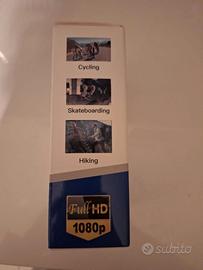 Cycling
Skateboarding
Hiking
Full HD
1080p
subito